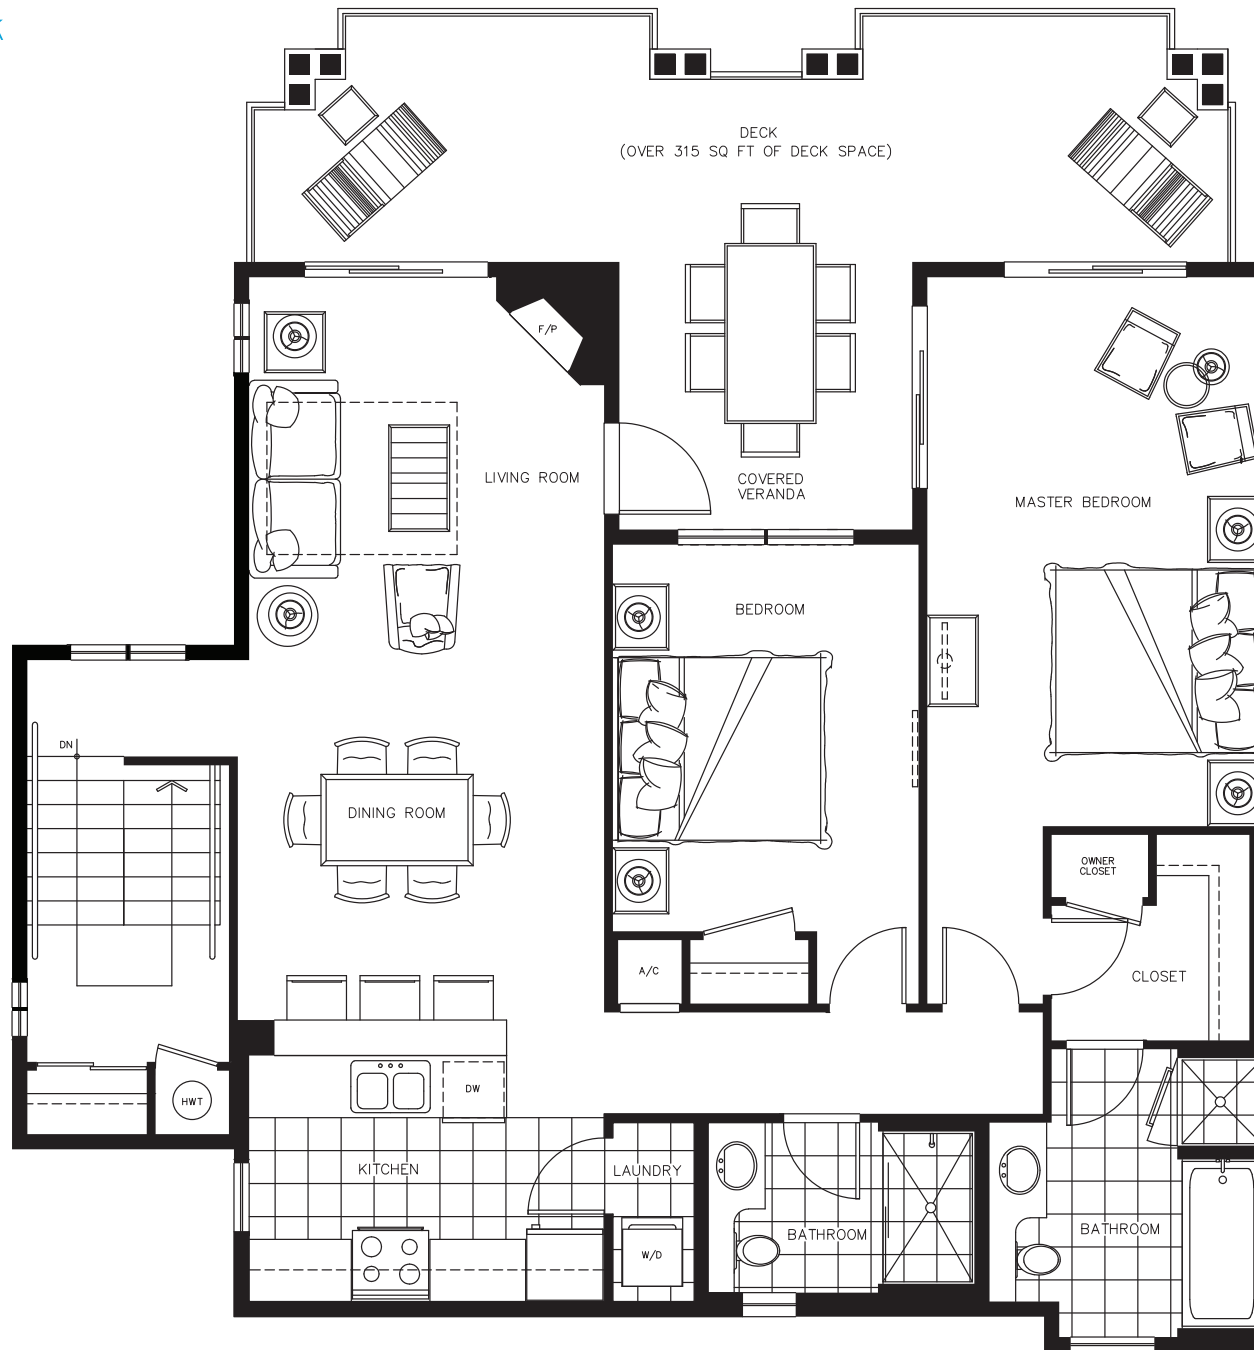 DECK
(OVER 315 SQ FT OF DECK SPACE)
F/P
LIVING ROOM
COVERED
VERANDA
MASTER BEDROOM
BEDROOM
DN
DINING ROOM
OWNER
CLOSET
A/C
CLOSET
DW
HWT
KITCHEN
LAUNDRY
BATHROOM
BATHROOM
W/D